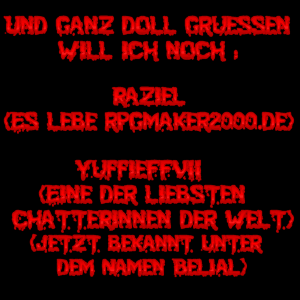 UND GANZ DOLL GRUESSEN
WILL ICH NOCH :
RAZIEL
(ES LEBE RPGMAKER2000.DE)
YUFFIEFFVII
(EINE DER LIEBSTEN
CHATTERINNEN DER WELT)
(JETZT BEKANNT UNTER
DEM NAMEN BELIAL)